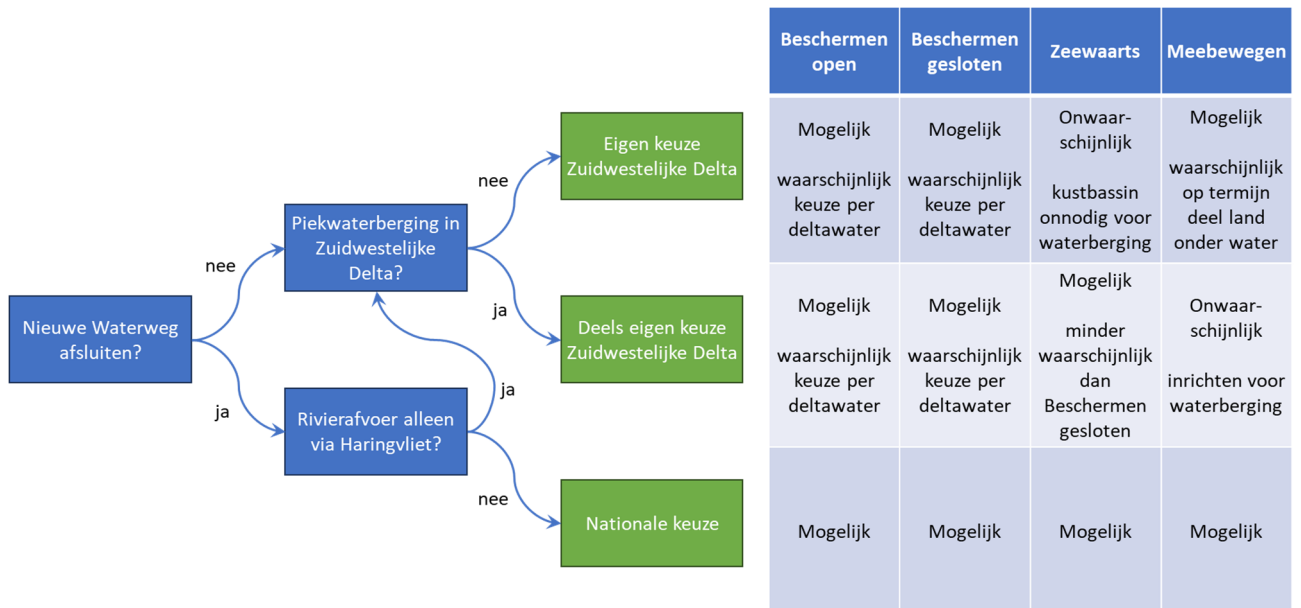 Nieuwe Waterweg
afsluiten?
nee
ja
Piekwaterberging in
Zuidwestelijke
Delta?
Rivierafvoer alleen
via Haringvliet?
nee
ja
ja
nee
Eigen keuze
Zuidwestelijke Delta
Deels eigen keuze
Zuidwestelijke Delta
Nationale keuze
Beschermen
open
Beschermen
gesloten
Zeewaarts
Meebewegen
Mogelijk
waarschijnlijk
keuze per
deltawater
Mogelijk
waarschijnlijk
keuze per
deltawater
Onwaar-
schijnlijk
kustbassin
onnodig voor
waterberging
Mogelijk
waarschijnlijk
op termijn
deel land
onder water
Mogelijk
waarschijnlijk
keuze per
deltawater
Mogelijk
waarschijnlijk
keuze per
deltawater
Mogelijk
minder
waarschijnlijk
dan
Beschermen
gesloten
Onwaar-
schijnlijk
inrichten voor
waterberging
Mogelijk
Mogelijk
Mogelijk
Mogelijk